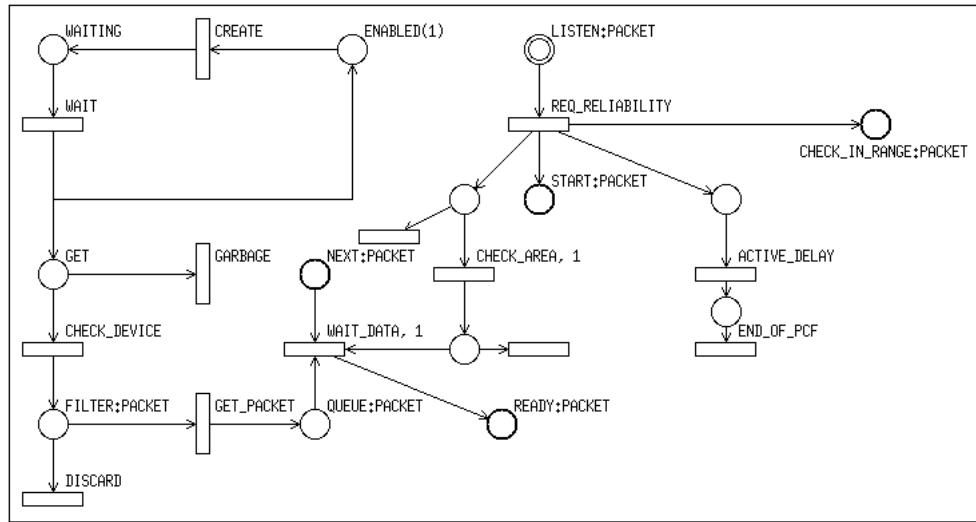 WAITING
CREATE
ENABLED(1)
LISTEN:PACKET
WAIT
REQ_RELIABILITY
CHECK_IN_RANGE:PACKET
START:PACKET
GET
GARBAGE
NEXT:PACKET
CHECK_AREA, 1
ACTIVE_DELAY
CHECK_DEVICE
WAIT_DATA, 1
END_OF_PCF
FILTER:PACKET
GET_PACKET
QUEUE:PACKET
READY:PACKET
DISCARD